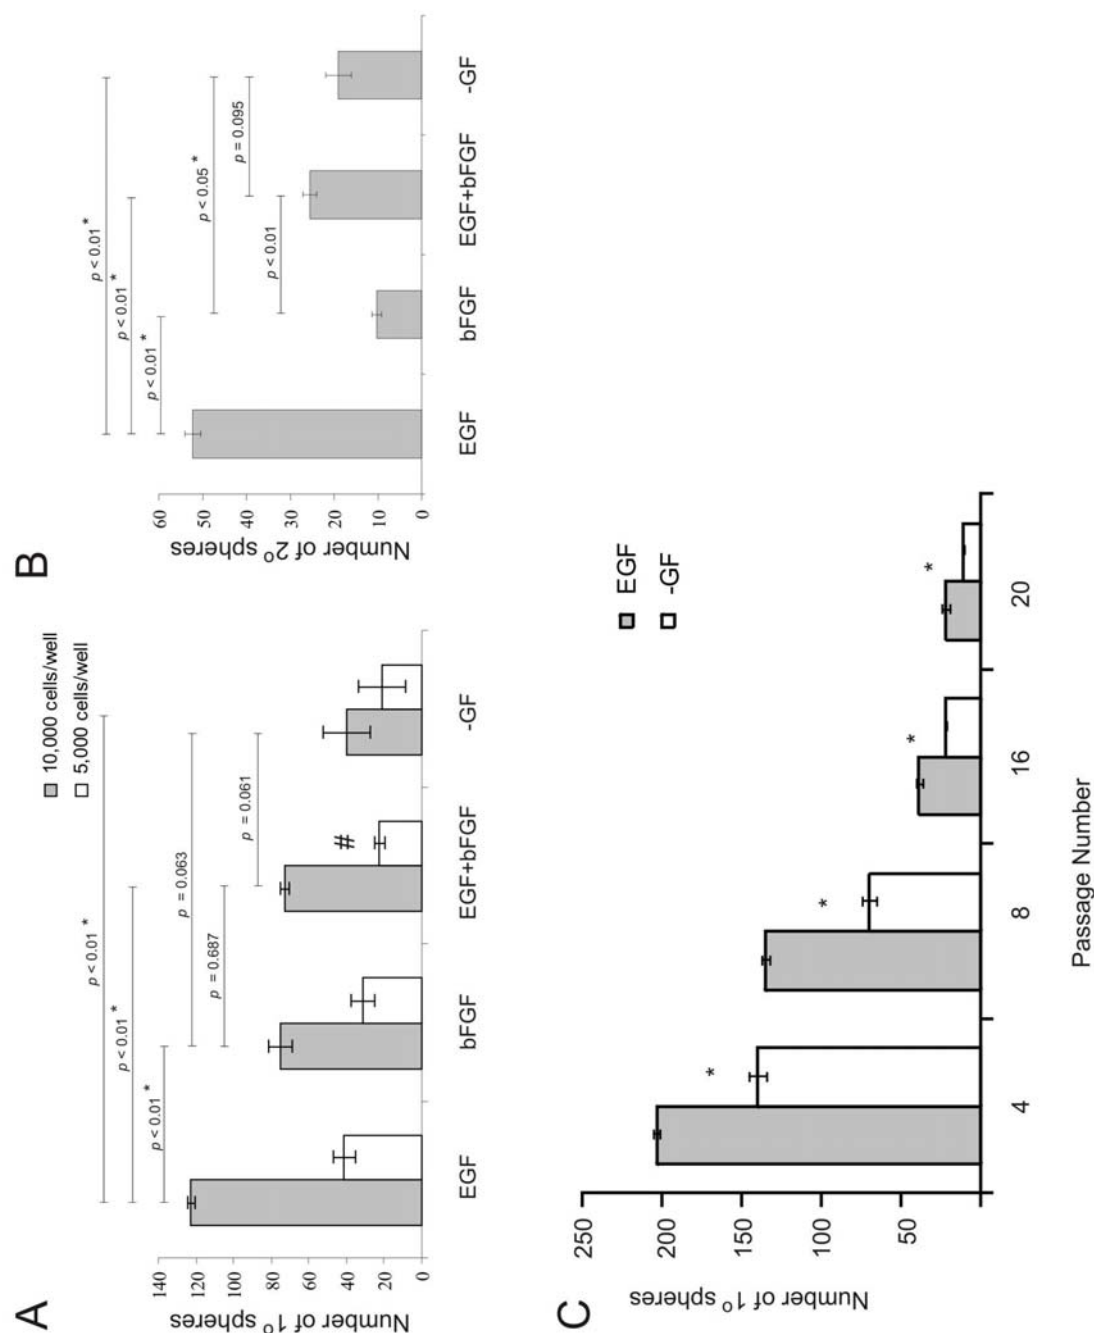 A
Number of 1° spheres
140
120
100
80
60
40
20
0
10,000 cells/well
5,000 cells/well
p < 0.01 *
p < 0.01 *
p < 0.01 *
p = 0.063
p = 0.687
p = 0.061
#
EGF
bFGF
EGF+bFGF
-GF
B
Number of 2° spheres
60
50
40
30
20
10
0
p < 0.01 *
p < 0.01 *
p < 0.01 *
p < 0.05 *
p = 0.095
p < 0.01
EGF
bFGF
EGF+bFGF
-GF
C
Number of 1° spheres
250
200
150
100
50
EGF
-GF
*
*
*
*
4
8
16
20
Passage Number